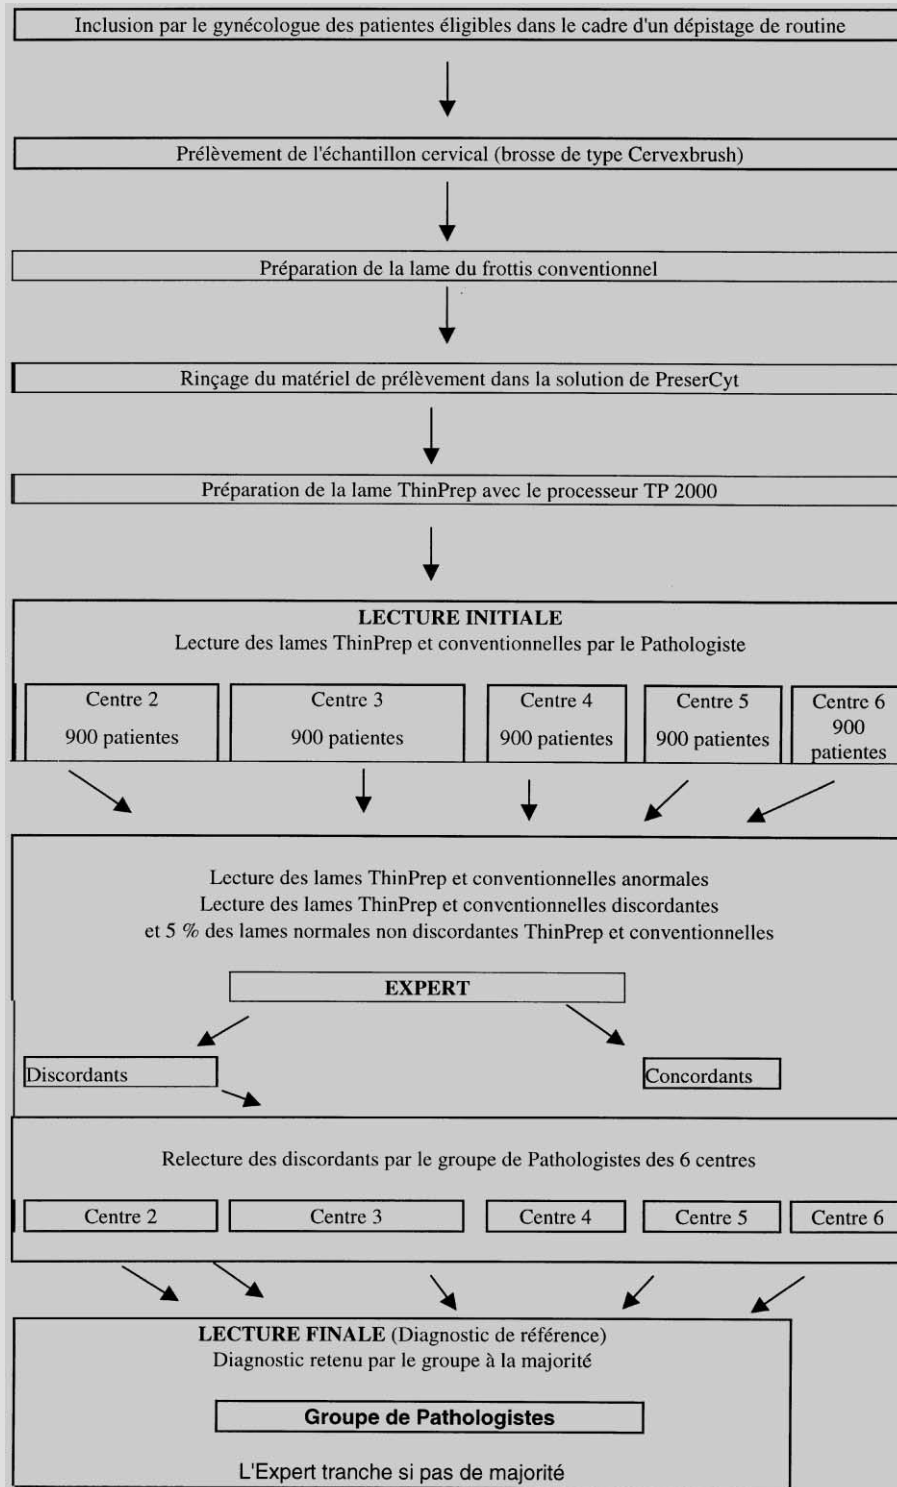 Inclusion par le gynécologue des patientes éligibles dans le cadre d'un dépistage de routine
Prélèvement de l'échantillon cervical (brosse de type Cervexbrush)
Préparation de la lame du frottis conventionnel
Rinçage du matériel de prélèvement dans la solution de PreserCyt
Préparation de la lame ThinPrep avec le processeur TP 2000
LECTURE INITIALE
Lecture des lames ThinPrep et conventionnelles par le Pathologiste
Centre 2
900 patientes
Centre 3
900 patientes
Centre 4
900 patientes
Centre 5
900 patientes
Centre 6
900
patientes
Lecture des lames ThinPrep et conventionnelles anormales
Lecture des lames ThinPrep et conventionnelles discordantes
et 5 % des lames normales non discordantes ThinPrep et conventionnelles
EXPERT
Discordants
Concordants
Relecture des discordants par le groupe de Pathologistes des 6 centres
Centre 2
Centre 3
Centre 4
Centre 5
Centre 6
LECTURE FINALE (Diagnostic de référence)
Diagnostic retenu par le groupe à la majorité
Groupe de Pathologistes
L'Expert tranche si pas de majorité